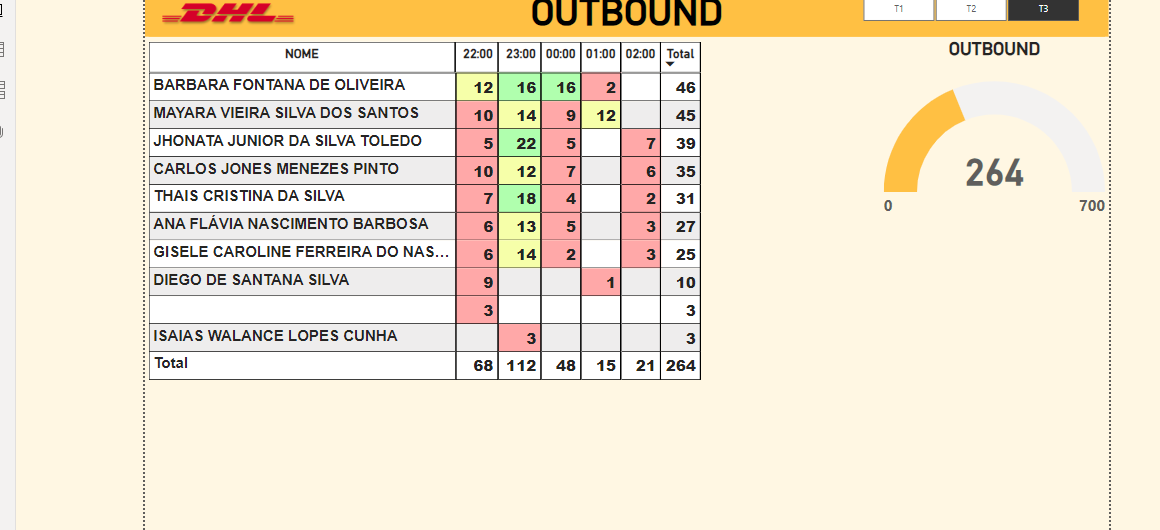 DHL OUTBOUND T1 T2 T3
OUTBOUND
NOME 22:00 23:00 00:00 01:00 02:00 Total
BARBARA FONTANA DE OLIVEIRA 12 16 16 2 46
MAYARA VIEIRA SILVA DOS SANTOS 10 14 9 12 45
JHONATA JUNIOR DA SILVA TOLEDO 5 22 5 7 39
CARLOS JONES MENEZES PINTO 10 12 7 6 35
THAIS CRISTINA DA SILVA 7 18 4 2 31
ANA FLÁVIA NASCIMENTO BARBOSA 6 13 5 3 27
GISELE CAROLINE FERREIRA DO NAS... 6 14 2 3 25
DIEGO DE SANTANA SILVA 9 1 10
3 3
ISAIAS WALANCE LOPES CUNHA 3 3
Total 68 112 48 15 21 264
264
0 700